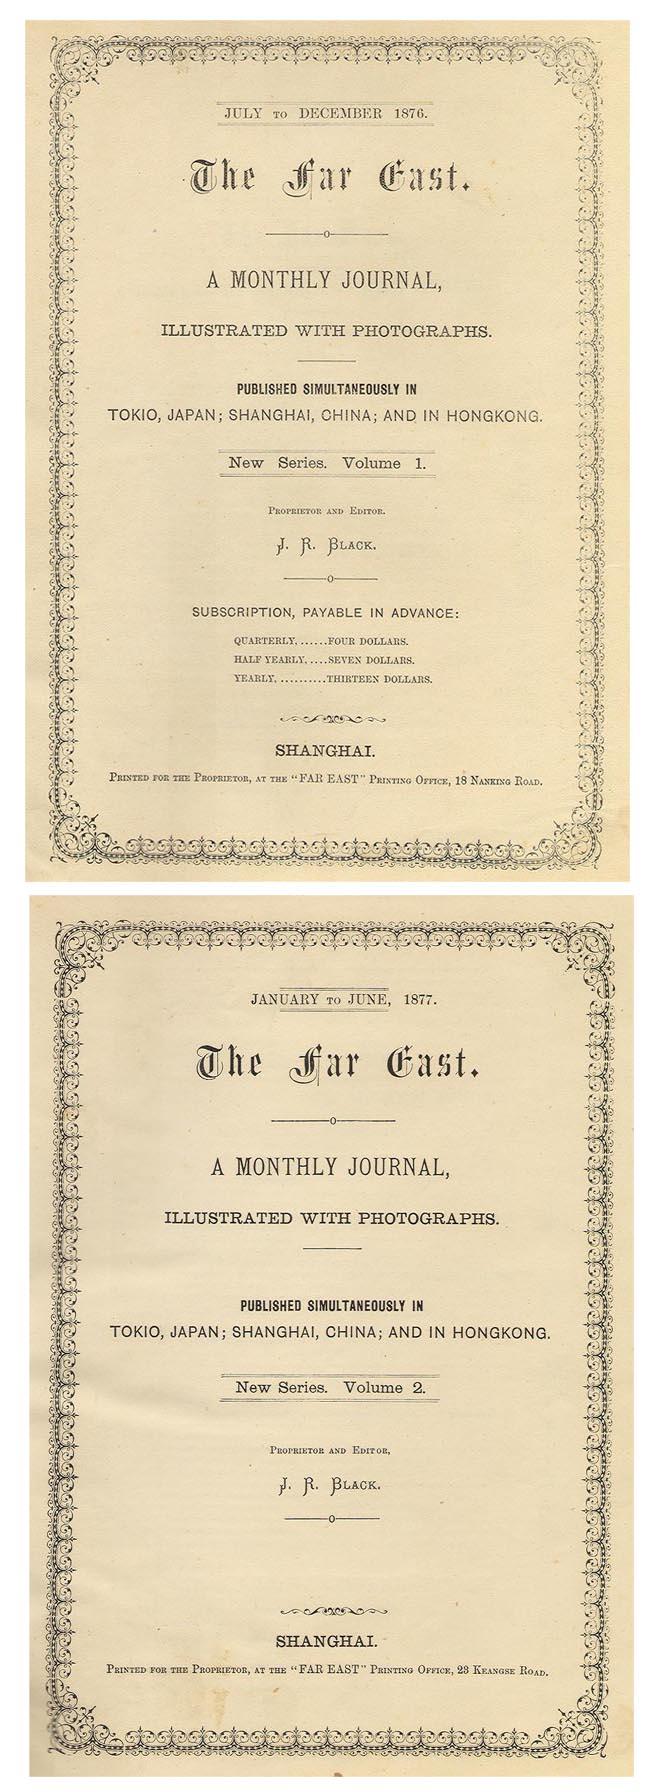 JULY TO DECEMBER 1876.
The Far East.
A MONTHLY JOURNAL,
ILLUSTRATED WITH PHOTOGRAPHS.
PUBLISHED SIMULTANEOUSLY IN
TOKIO, JAPAN; SHANGHAI, CHINA; AND IN HONGKONG.
New Series. Volume 1.
PROPRIETOR AND EDITOR.
J. R. BLACK.
SUBSCRIPTION, PAYABLE IN ADVANCE:
QUARTERLY,......FOUR DOLLARS.
HALF YEARLY,....SEVEN DOLLARS.
YEARLY,..........THIRTEEN DOLLARS.
SHANGHAI.
PRINTED FOR THE PROPRIETOR, AT THE "FAR EAST" PRINTING OFFICE, 18 NANKING ROAD.
JANUARY TO JUNE, 1877.
The Far East.
A MONTHLY JOURNAL,
ILLUSTRATED WITH PHOTOGRAPHS.
PUBLISHED SIMULTANEOUSLY IN
TOKIO, JAPAN; SHANGHAI, CHINA; AND IN HONGKONG.
New Series. Volume 2.
PROPRIETOR AND EDITOR,
J. R. BLACK.
SHANGHAI.
PRINTED FOR THE PROPRIETOR, AT THE "FAR EAST" PRINTING OFFICE, 23 KEANGSE ROAD.